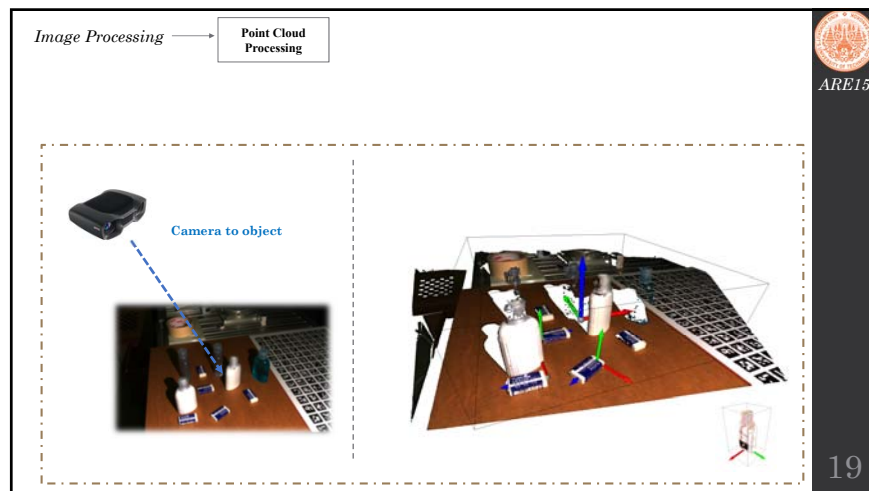 Image Processing
Point Cloud
Processing
ARE15
Camera to object
19